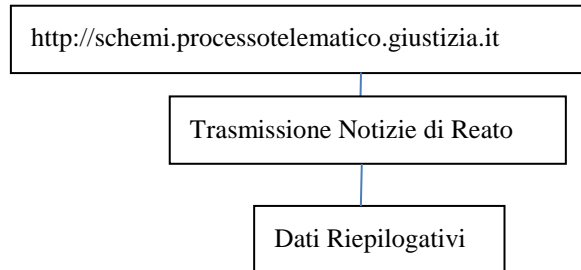 http://schemi.processotelematico.giustizia.it
Trasmissione Notizie di Reato
Dati Riepilogativi